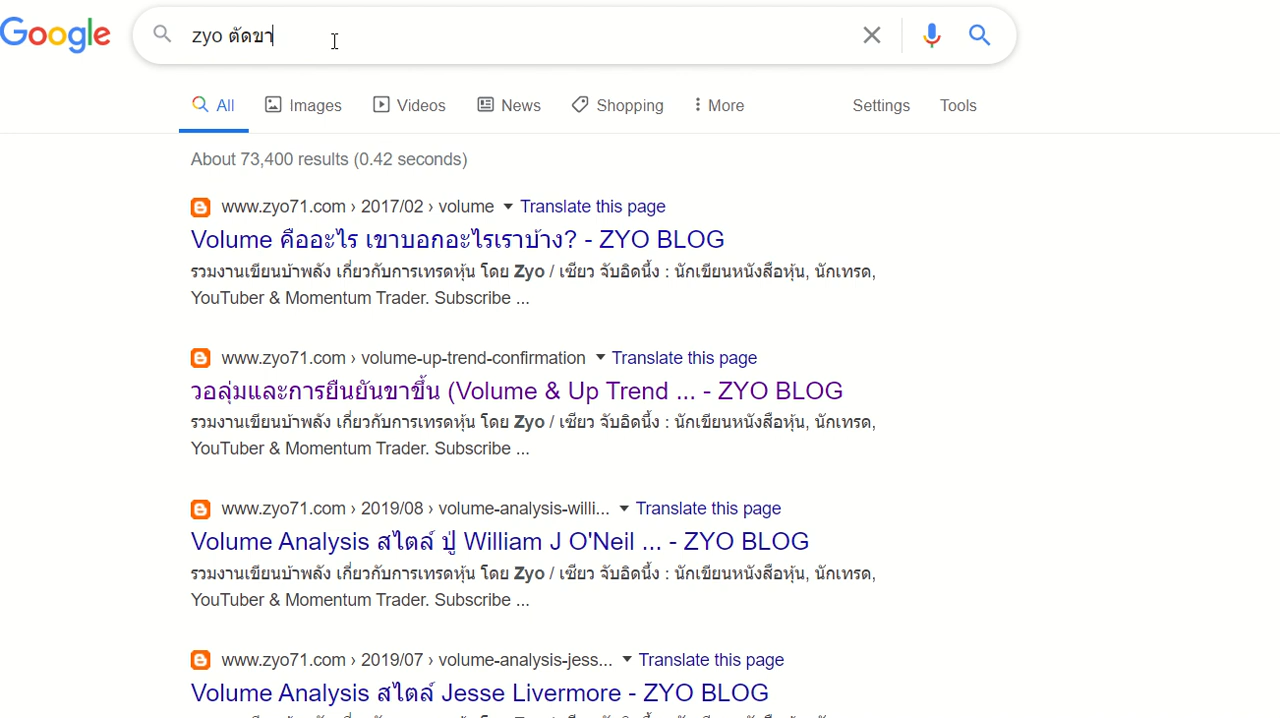 Google
zyo ตัดขา
All Images Videos News Shopping More Settings Tools
About 73,400 results (0.42 seconds)
www.zyo71.com › 2017/02 › volume Translate this page
Volume คืออะไร เขาบอกอะไรเราบ้าง? - ZYO BLOG
รวมงานเขียนบ้าพลัง เกี่ยวกับการเทรดหุ้น โดย Zyo / เซียว จับอิดนึ้ง : นักเขียนหนังสือหุ้น, นักเทรด,
YouTuber & Momentum Trader. Subscribe ...
www.zyo71.com › volume-up-trend-confirmation Translate this page
วอลุ่มและการยืนยันขาขึ้น (Volume & Up Trend ... - ZYO BLOG
รวมงานเขียนบ้าพลัง เกี่ยวกับการเทรดหุ้น โดย Zyo / เซียว จับอิดนึ้ง : นักเขียนหนังสือหุ้น, นักเทรด,
YouTuber & Momentum Trader. Subscribe ...
www.zyo71.com › 2019/08 › volume-analysis-willi... Translate this page
Volume Analysis สไตล์ ปู่ William J O'Neil ... - ZYO BLOG
รวมงานเขียนบ้าพลัง เกี่ยวกับการเทรดหุ้น โดย Zyo / เซียว จับอิดนึ้ง : นักเขียนหนังสือหุ้น, นักเทรด,
YouTuber & Momentum Trader. Subscribe ...
www.zyo71.com › 2019/07 › volume-analysis-jess... Translate this page
Volume Analysis สไตล์ Jesse Livermore - ZYO BLOG